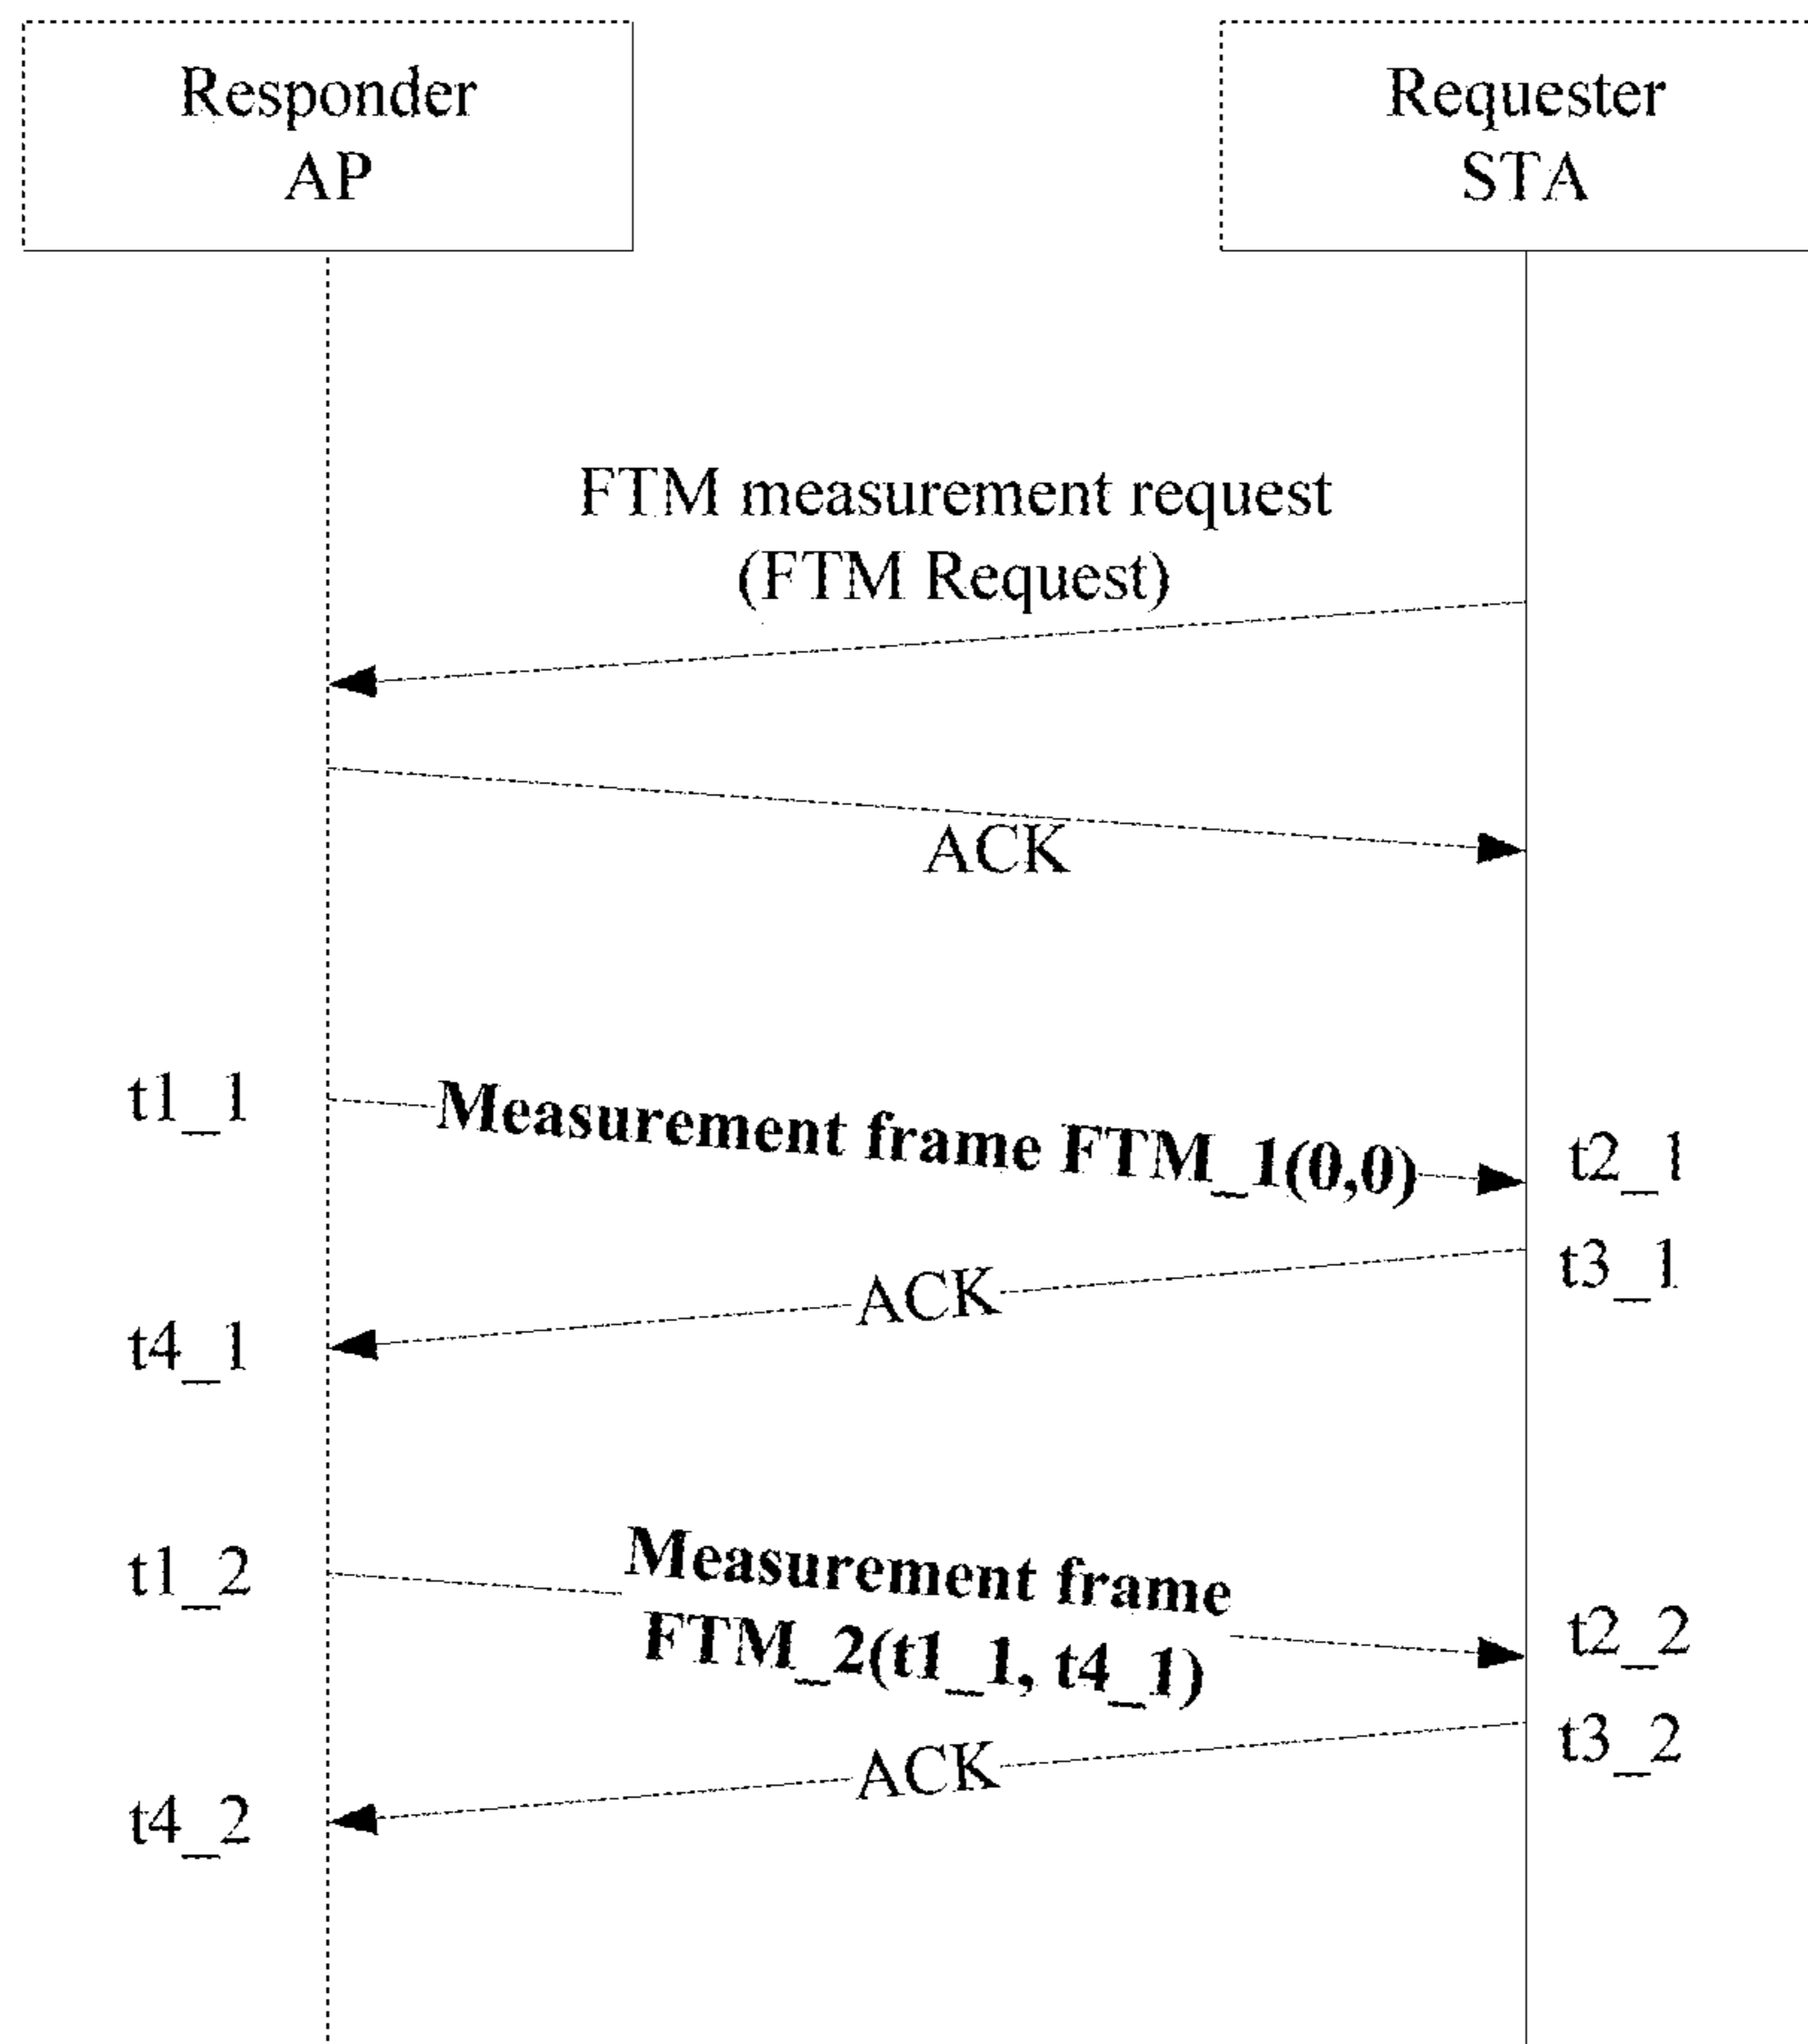 Responder
AP
Requester
STA
FTM measurement request
(FTM Request)
ACK
t1_1
Measurement frame FTM_1(0,0)
t2_1
t3_1
ACK
t4_1
t1_2
Measurement frame
FTM_2(t1_1, t4_1)
t2_2
t3_2
ACK
t4_2